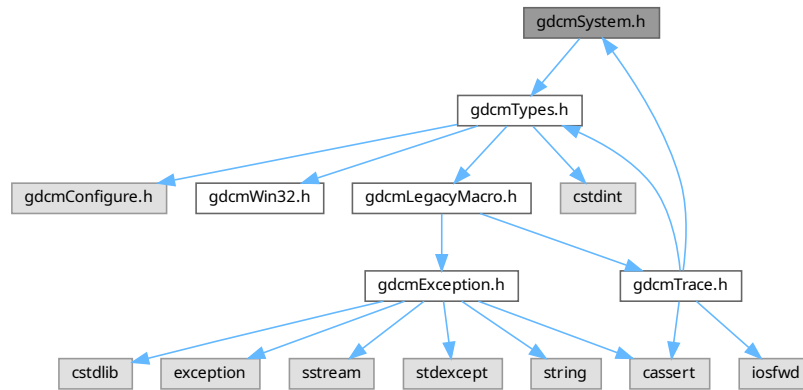 gdcmSystem.h
gdcmTypes.h
gdcmConfigure.h
gdcmWin32.h
gdcmLegacyMacro.h
cstdint
gdcmException.h
gdcmTrace.h
cstdlib
exception
sstream
stdexcept
string
cassert
iosfwd